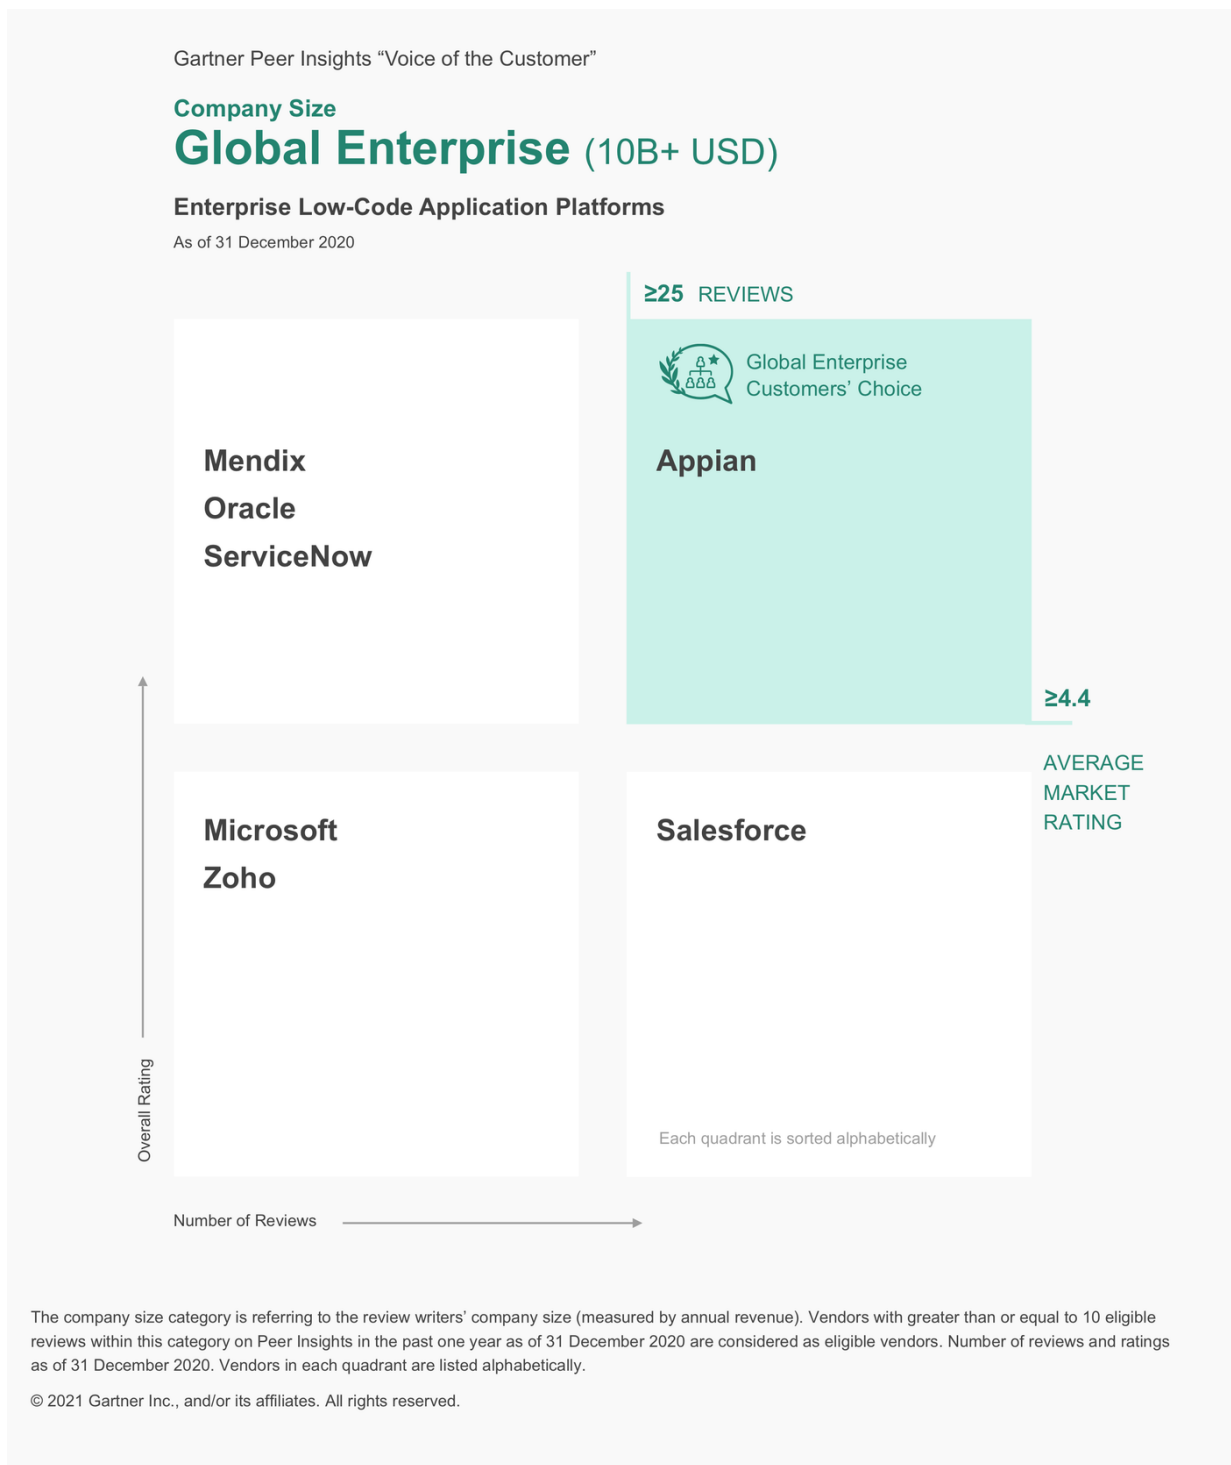 Gartner Peer Insights “Voice of the Customer”
Company Size
Global Enterprise (10B+ USD)
Enterprise Low-Code Application Platforms
As of 31 December 2020
≥25 REVIEWS
Global Enterprise
Customers’ Choice
Mendix
Oracle
ServiceNow
Appian
≥4.4
AVERAGE
MARKET
RATING
Microsoft
Zoho
Salesforce
Each quadrant is sorted alphabetically
Overall Rating
Number of Reviews
The company size category is referring to the review writers’ company size (measured by annual revenue). Vendors with greater than or equal to 10 eligible
reviews within this category on Peer Insights in the past one year as of 31 December 2020 are considered as eligible vendors. Number of reviews and ratings
as of 31 December 2020. Vendors in each quadrant are listed alphabetically.
© 2021 Gartner Inc., and/or its affiliates. All rights reserved.